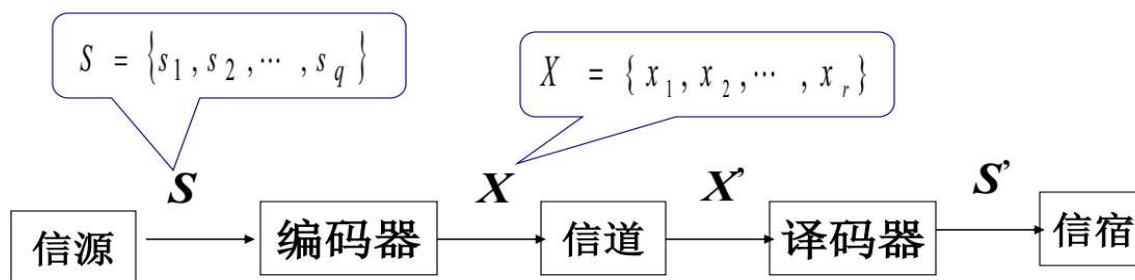 S = {s1, s2, ⋯, sq}
X = {x1, x2, ⋯, xr}
S X X’ S’
信源 编码器 信道 译码器 信宿